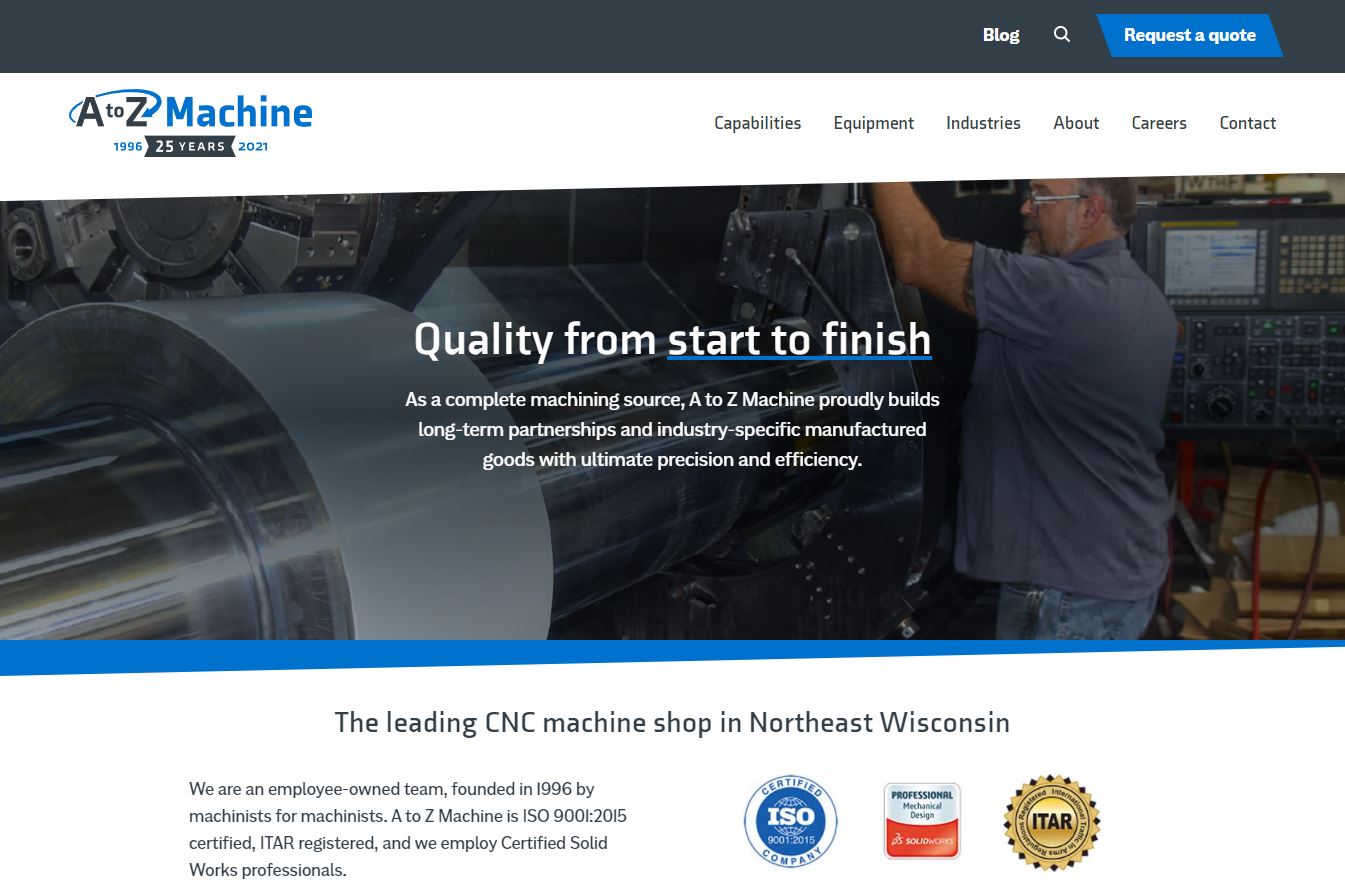 Blog
Request a quote
A to Z Machine
1996 25 YEARS 2021
Capabilities Equipment Industries About Careers Contact
Quality from start to finish
As a complete machining source, A to Z Machine proudly builds
long-term partnerships and industry-specific manufactured
goods with ultimate precision and efficiency.
The leading CNC machine shop in Northeast Wisconsin
We are an employee-owned team, founded in 1996 by
machinists for machinists. A to Z Machine is ISO 9001:2015
certified, ITAR registered, and we employ Certified Solid
Works professionals.
CERTIFIED
ISO
9001:2015
COMPANY
PROFESSIONAL
Mechanical
Design
SOLIDWORKS
Registered International Traffic in Arms Regulations
ITAR